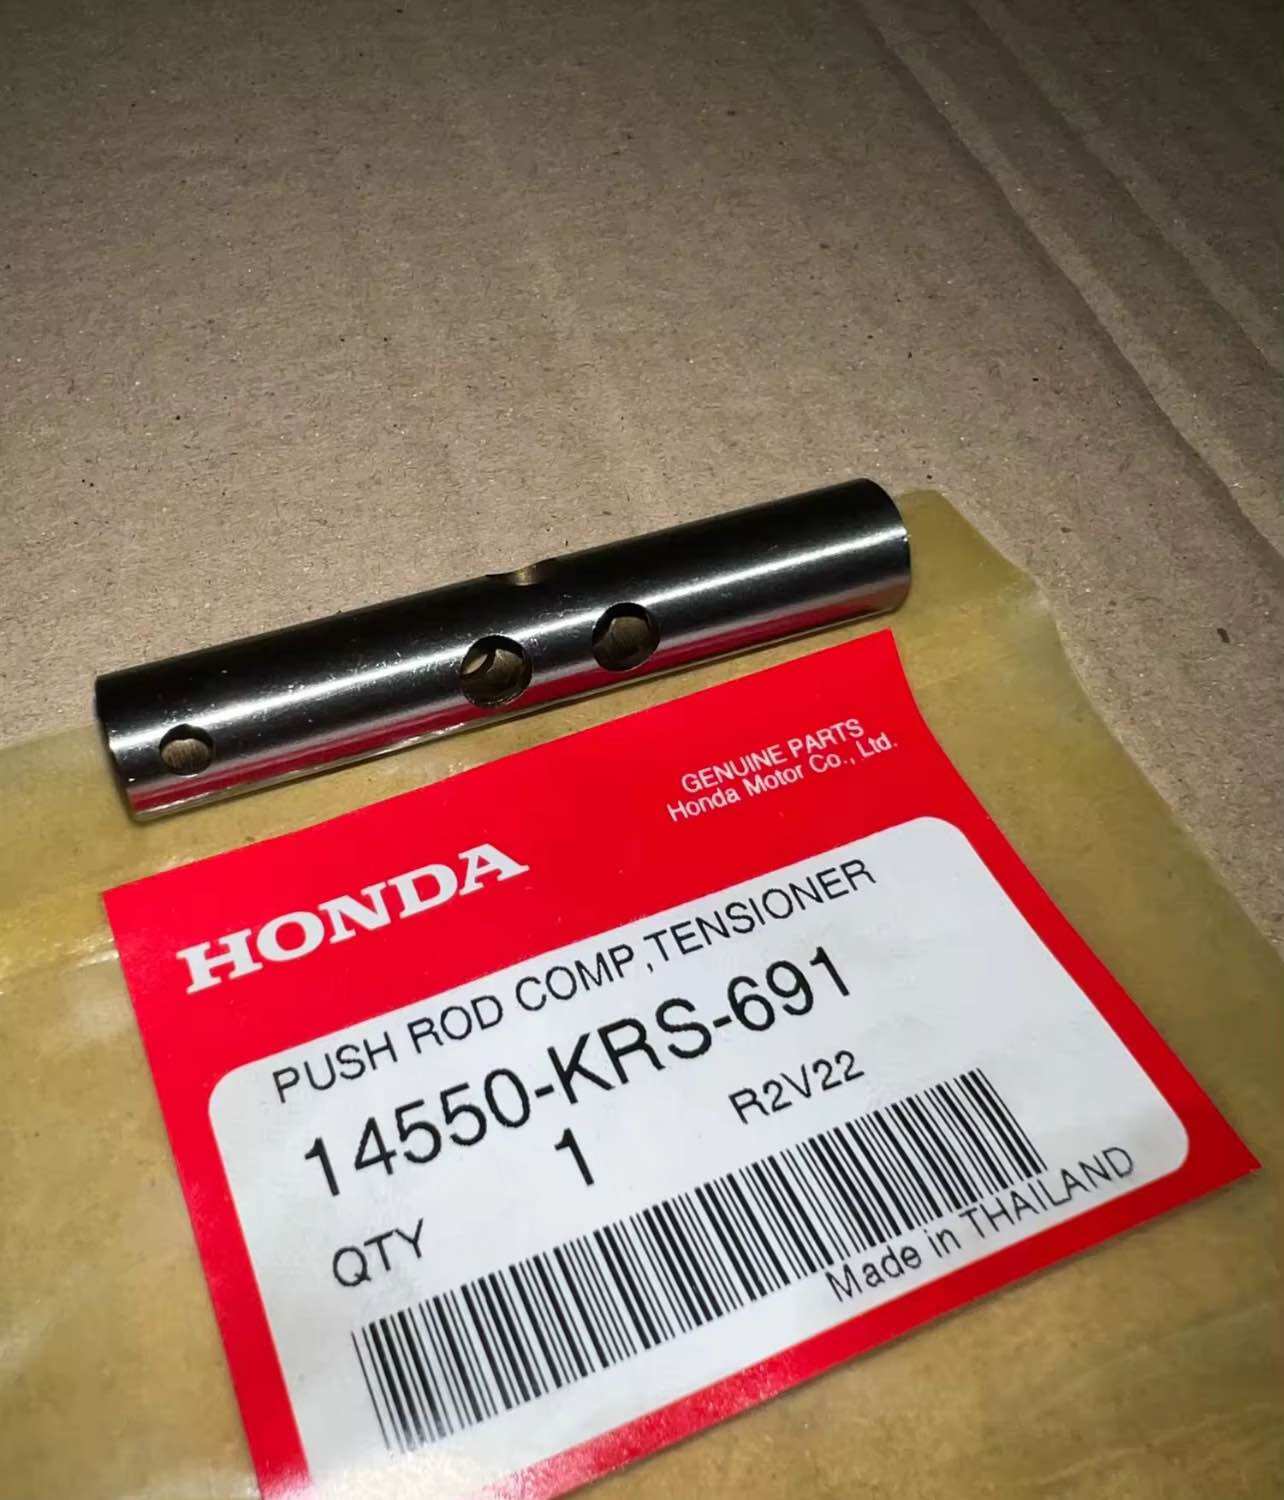 GENUINE PARTS
Honda Motor Co., Ltd.
HONDA
PUSH ROD COMP,TENSIONER
14550-KRS-691
1
R2V22
QTY
Made in THAILAND